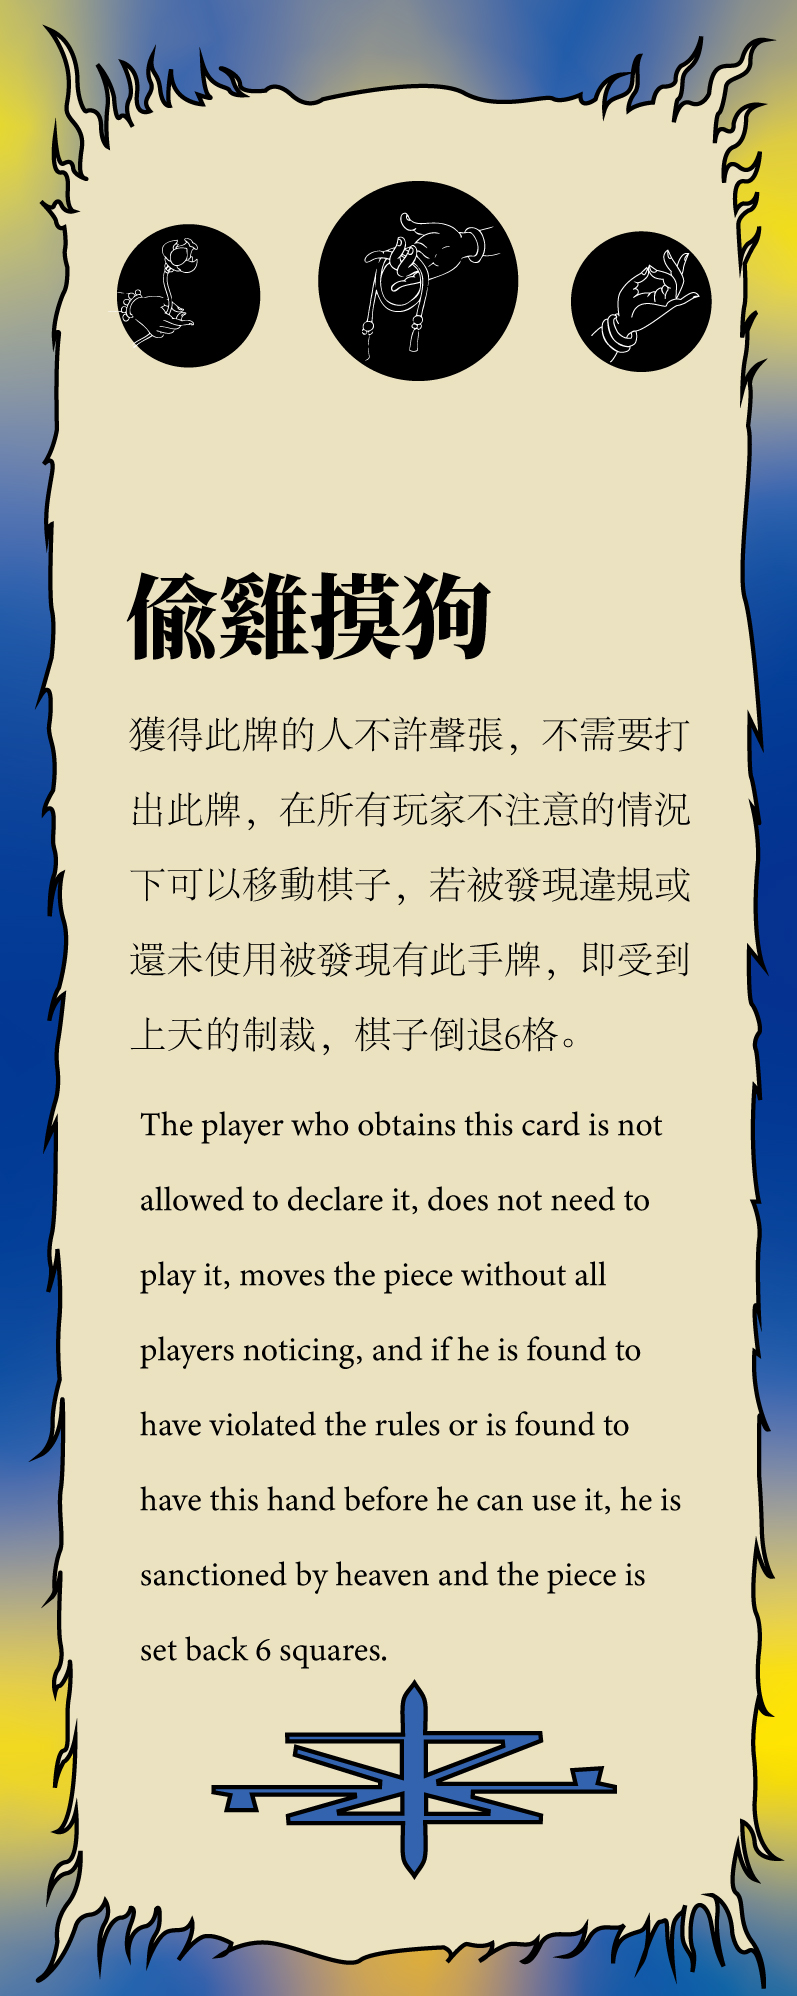 偸雞摸狗
獲得此牌的人不許聲張，不需要打
出此牌，在所有玩家不注意的情況
下可以移動棋子，若被發現違規或
還未使用被發現有此手牌，即受到
上天的制裁，棋子倒退6格。
The player who obtains this card is not
allowed to declare it, does not need to
play it, moves the piece without all
players noticing, and if he is found to
have violated the rules or is found to
have this hand before he can use it, he is
sanctioned by heaven and the piece is
set back 6 squares.